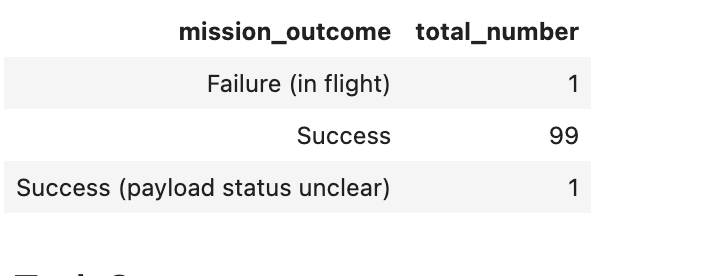 mission_outcome total_number
Failure (in flight) 1
Success 99
Success (payload status unclear) 1